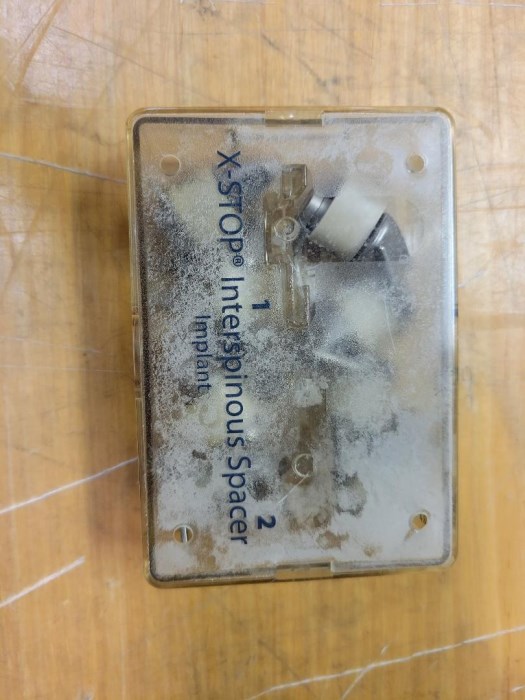 X-STOP® Interspinous Spacer
1 2
Implant